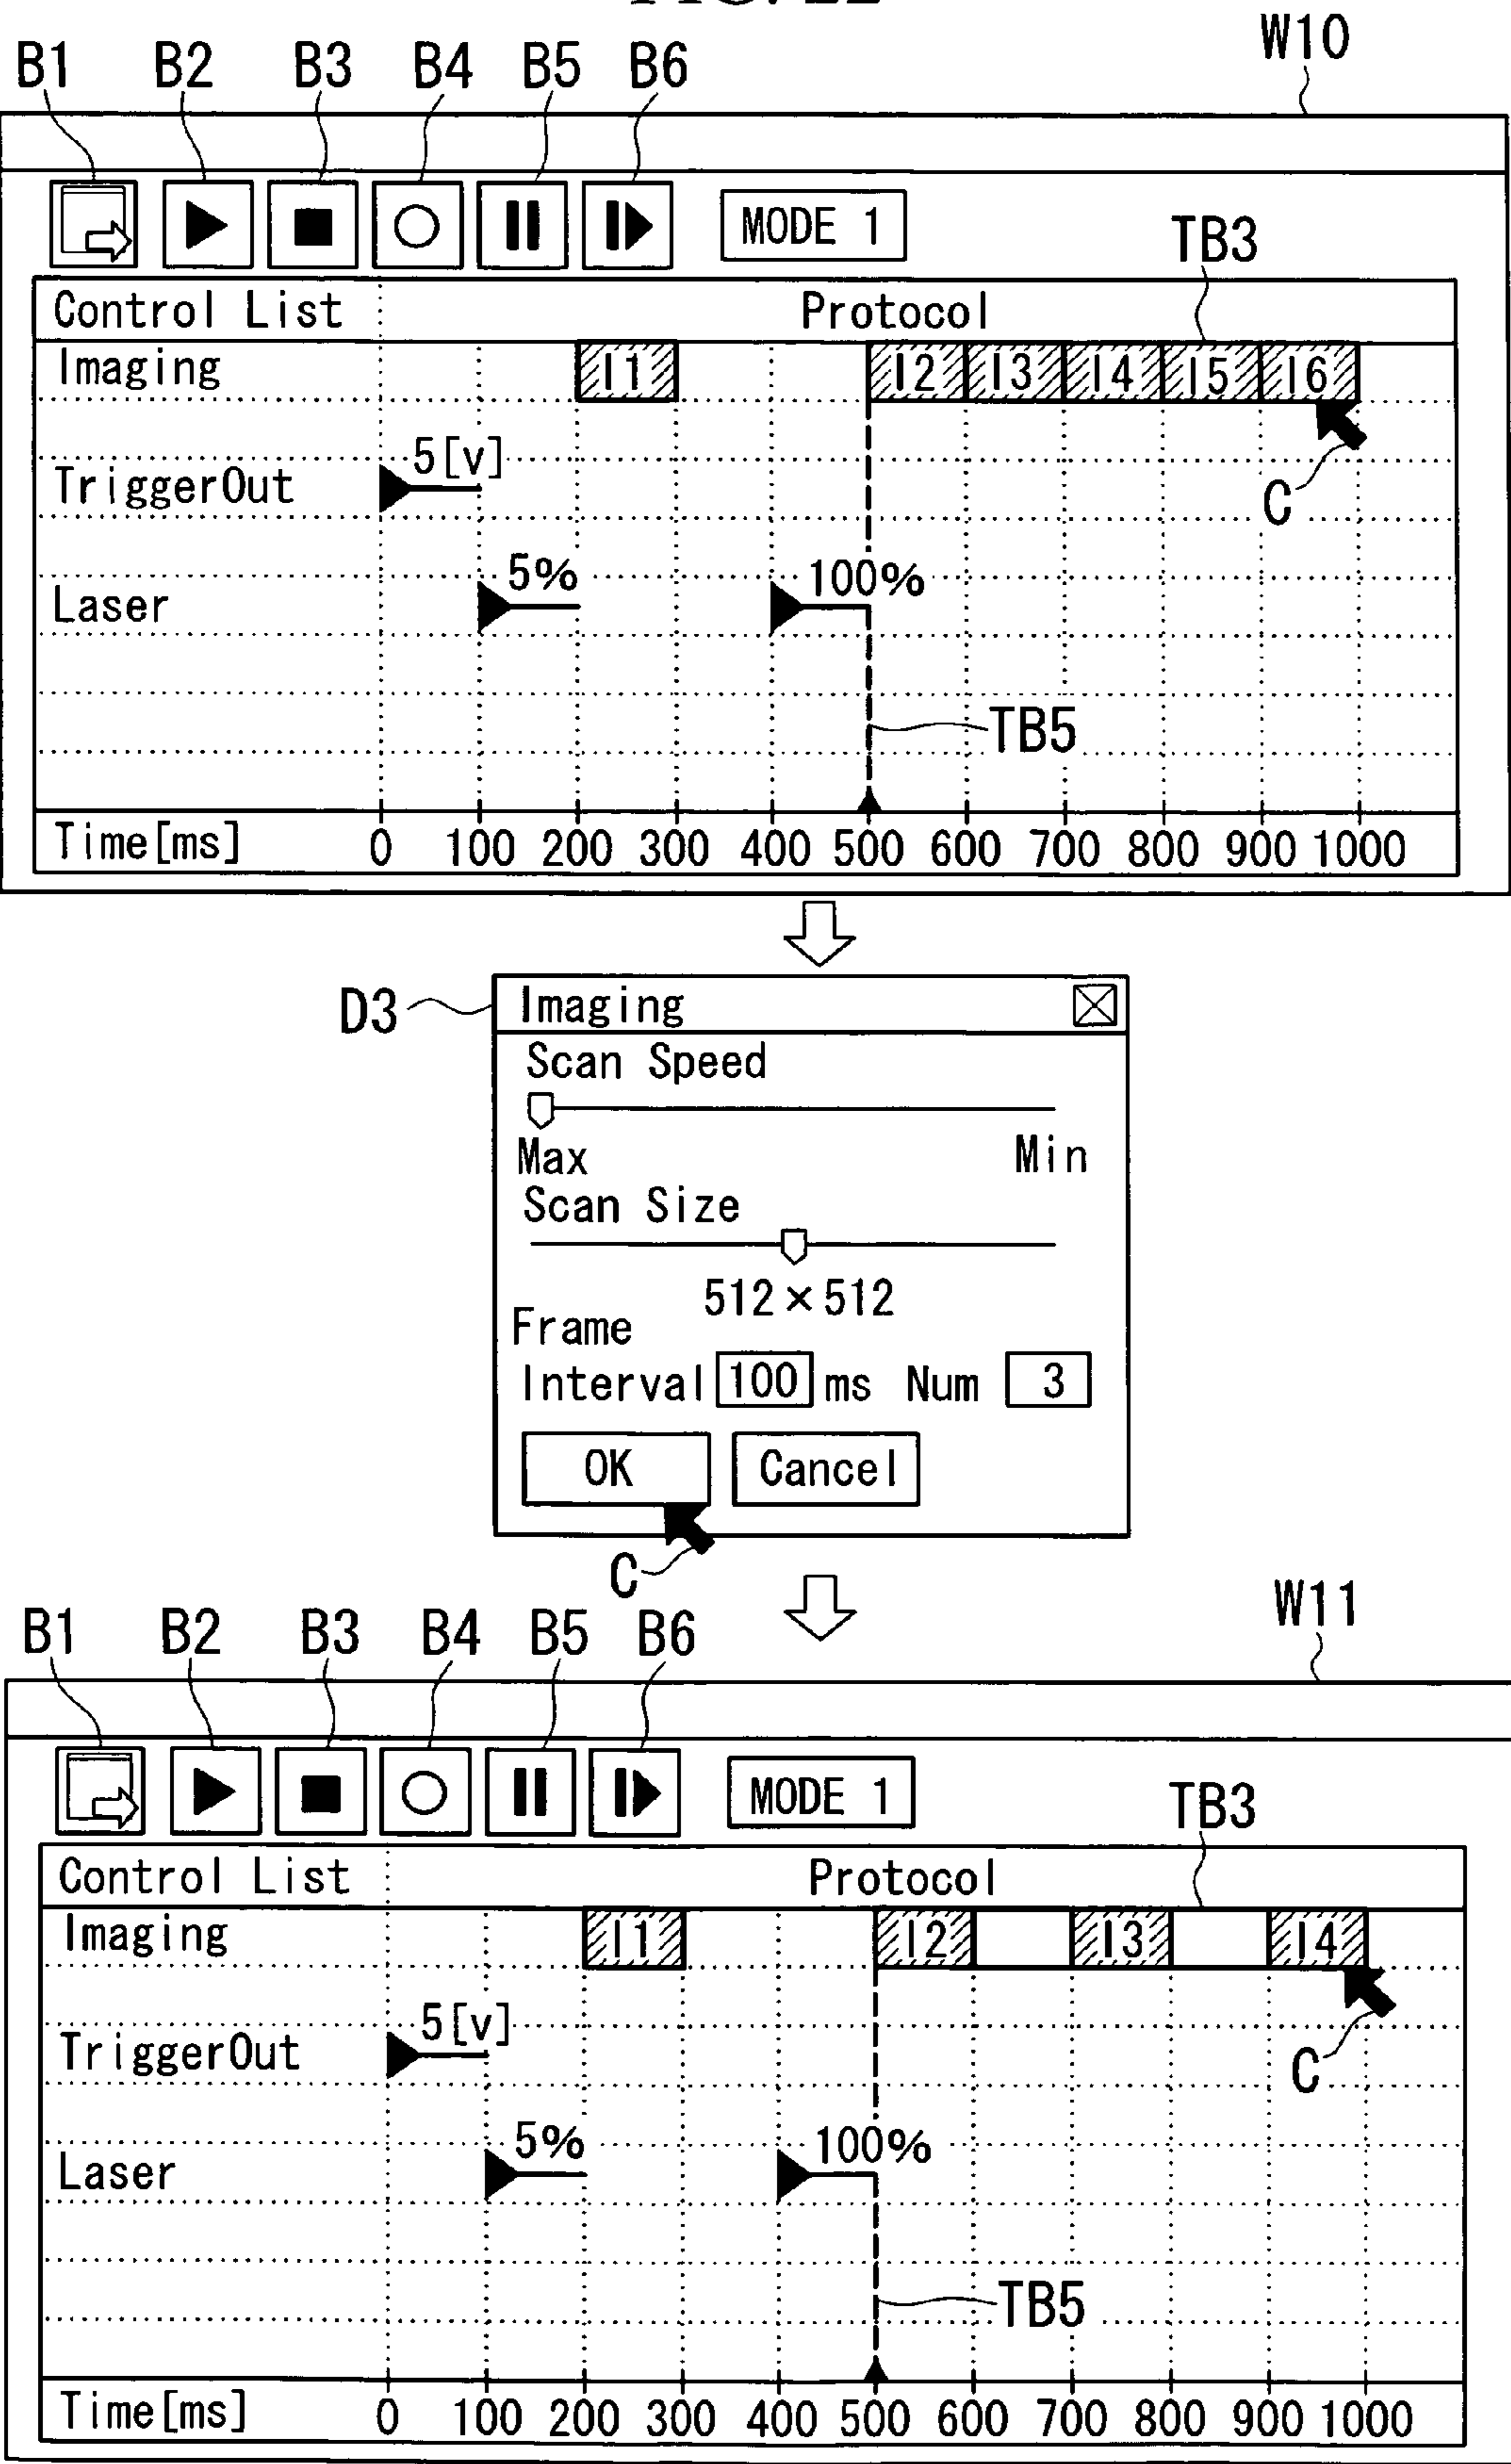 B1 B2 B3 B4 B5 B6 W10
MODE 1
TB3
Control List Protocol
Imaging I1 I2 I3 I4 I5 I6
5[v]
TriggerOut C
5% 100%
Laser
TB5
Time[ms] 0 100 200 300 400 500 600 700 800 900 1000
D3 Imaging
Scan Speed
Max Min
Scan Size
512×512
Frame
Interval 100 ms Num 3
OK Cancel
C
B1 B2 B3 B4 B5 B6 W11
MODE 1
TB3
Control List Protocol
Imaging I1 I2 I3 I4
5[v]
TriggerOut C
5% 100%
Laser
TB5
Time[ms] 0 100 200 300 400 500 600 700 800 900 1000